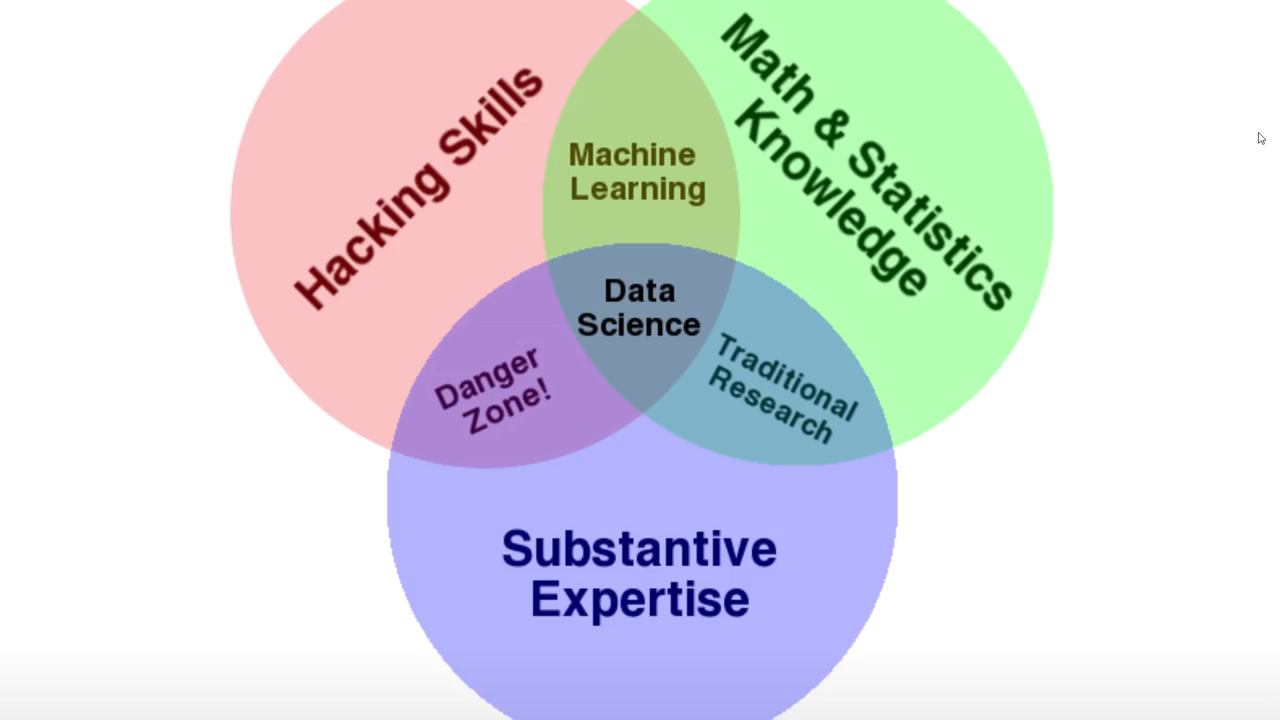 Hacking Skills
Math & Statistics
Knowledge
Machine
Learning
Data
Science
Danger
Zone!
Traditional
Research
Substantive
Expertise